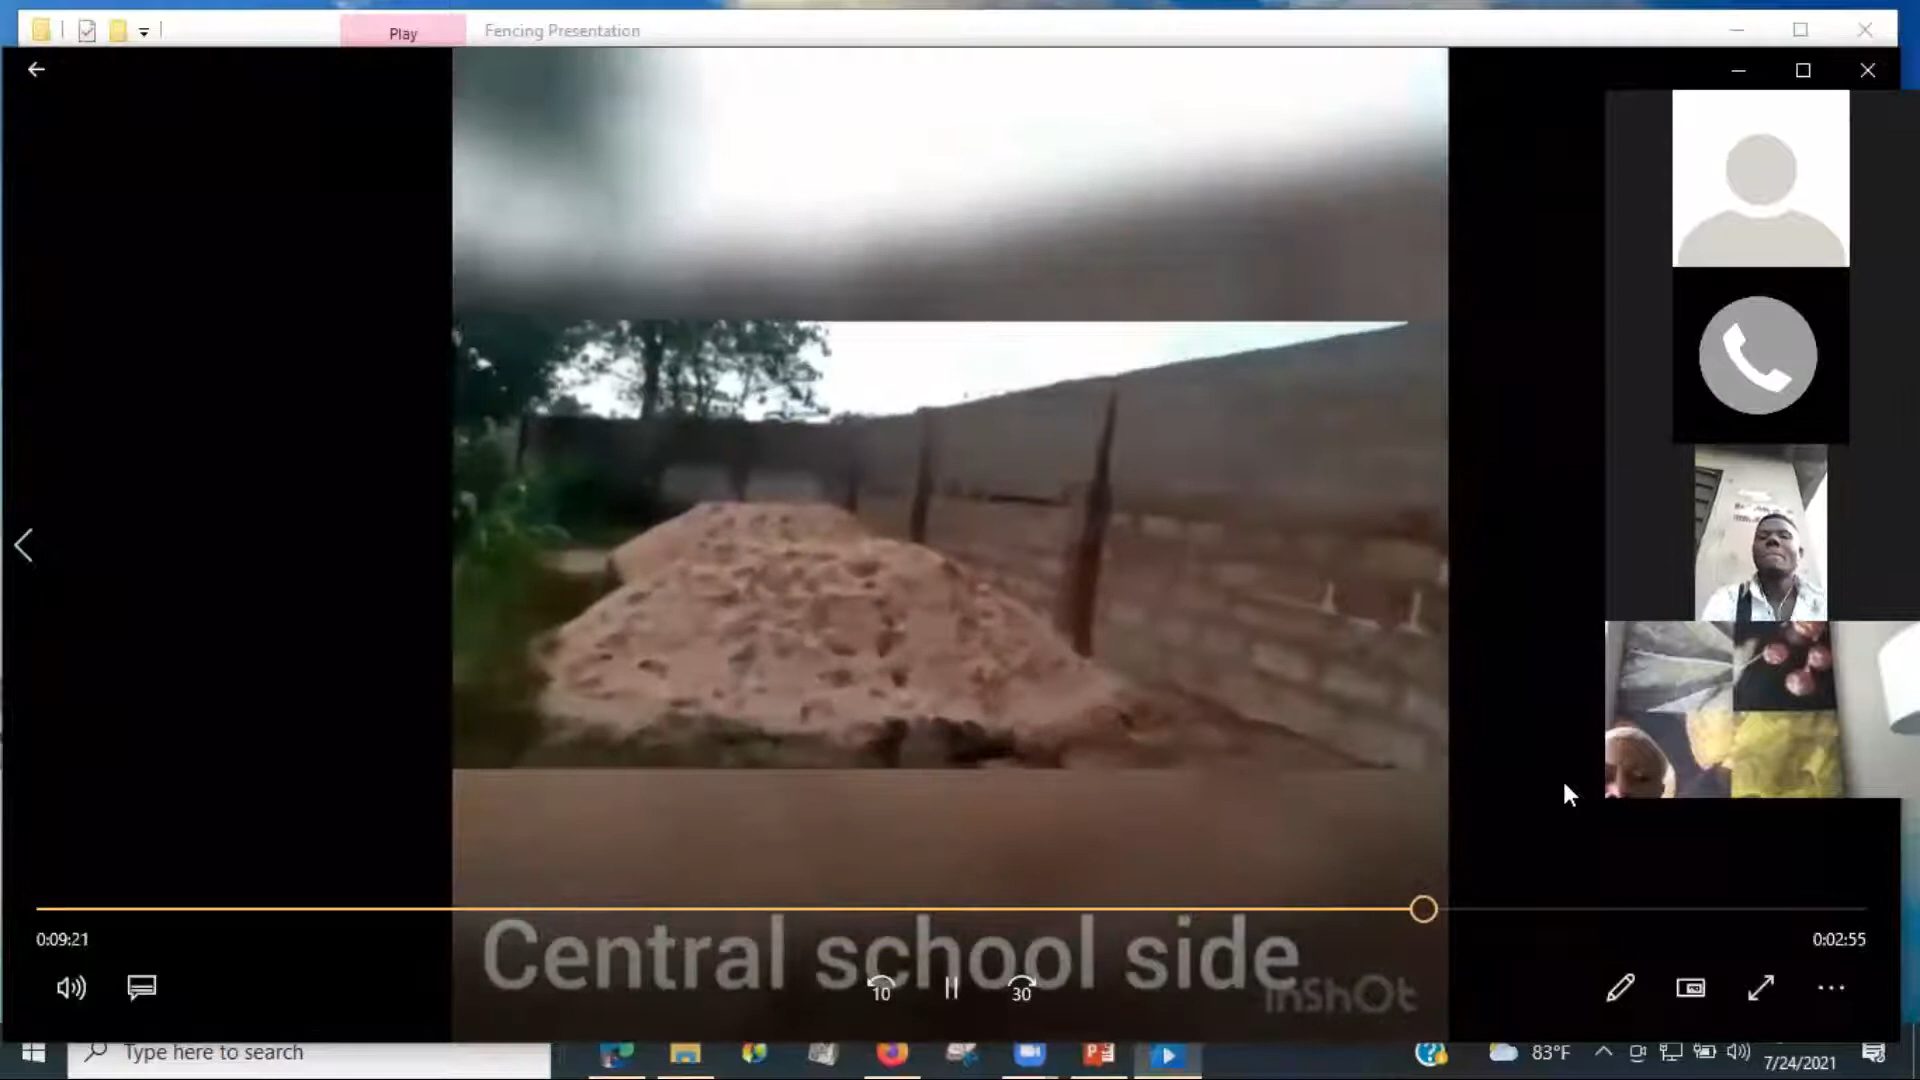 Play
Fencing Presentation
Central school side
InShOt
0:09:21
0:02:55
10
30
Type here to search
83°F
7/24/2021